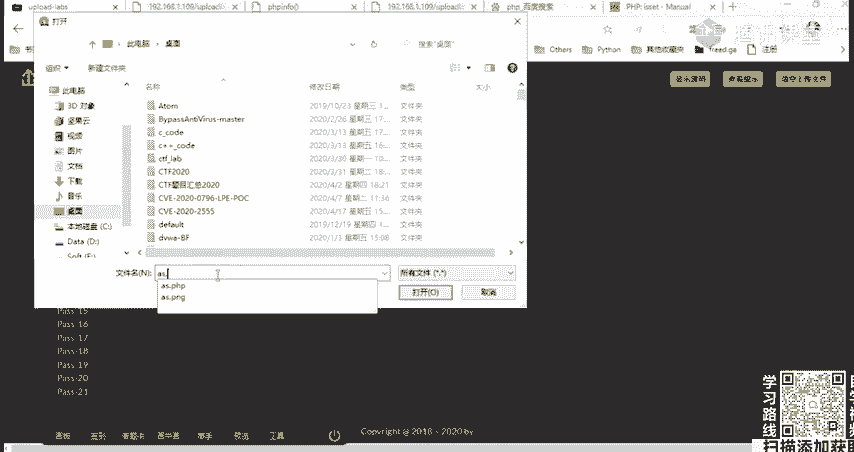 upload-labs
192.168.1.109/upload
phpinfo()
192.168.1.109/upload
php_百度搜索
PHP: isset - Manual
打开
此电脑 桌面
搜索"桌面"
Others
Python
其他收藏夹
freed.ga
注册
组织
新建文件夹
名称
修改日期
类型
大小
此电脑
3D 对象
坚果云
视频
图片
文档
下载
音乐
桌面
本地磁盘 (C:)
Data (D:)
Soft (E:)
Atom
2019/10/23 星期三 1...
文件夹
BypassAntiVirus-master
2020/2/26 星期三 17...
文件夹
c_code
2020/3/13 星期五 17...
文件夹
c++_code
2020/3/13 星期五 16...
文件夹
ctf_lab
2020/3/30 星期一 10...
文件夹
CTF2020
2020/3/31 星期二 18...
文件夹
CTF题目汇总2020
2020/4/2 星期四 18:21
文件夹
CVE-2020-0796-LPE-POC
2020/4/7 星期二 11:36
文件夹
CVE-2020-2555
2020/4/17 星期五 15...
文件夹
default
2019/12/19 星期四 1...
文件夹
dvwa-BF
2020/1/3 星期五 15:08
文件夹
文件名(N):
as.
所有文件 (*.*)
as.php
as.png
打开(O)
取消
显示源码
查看提示
清空上传文件
Pass-15
Pass-16
Pass-17
Pass-18
Pass-19
Pass-20
Pass-21
画板
工具
Copyright @ 2018 ~ 2020 by
腾讯课堂
学习路线
扫描添加获取